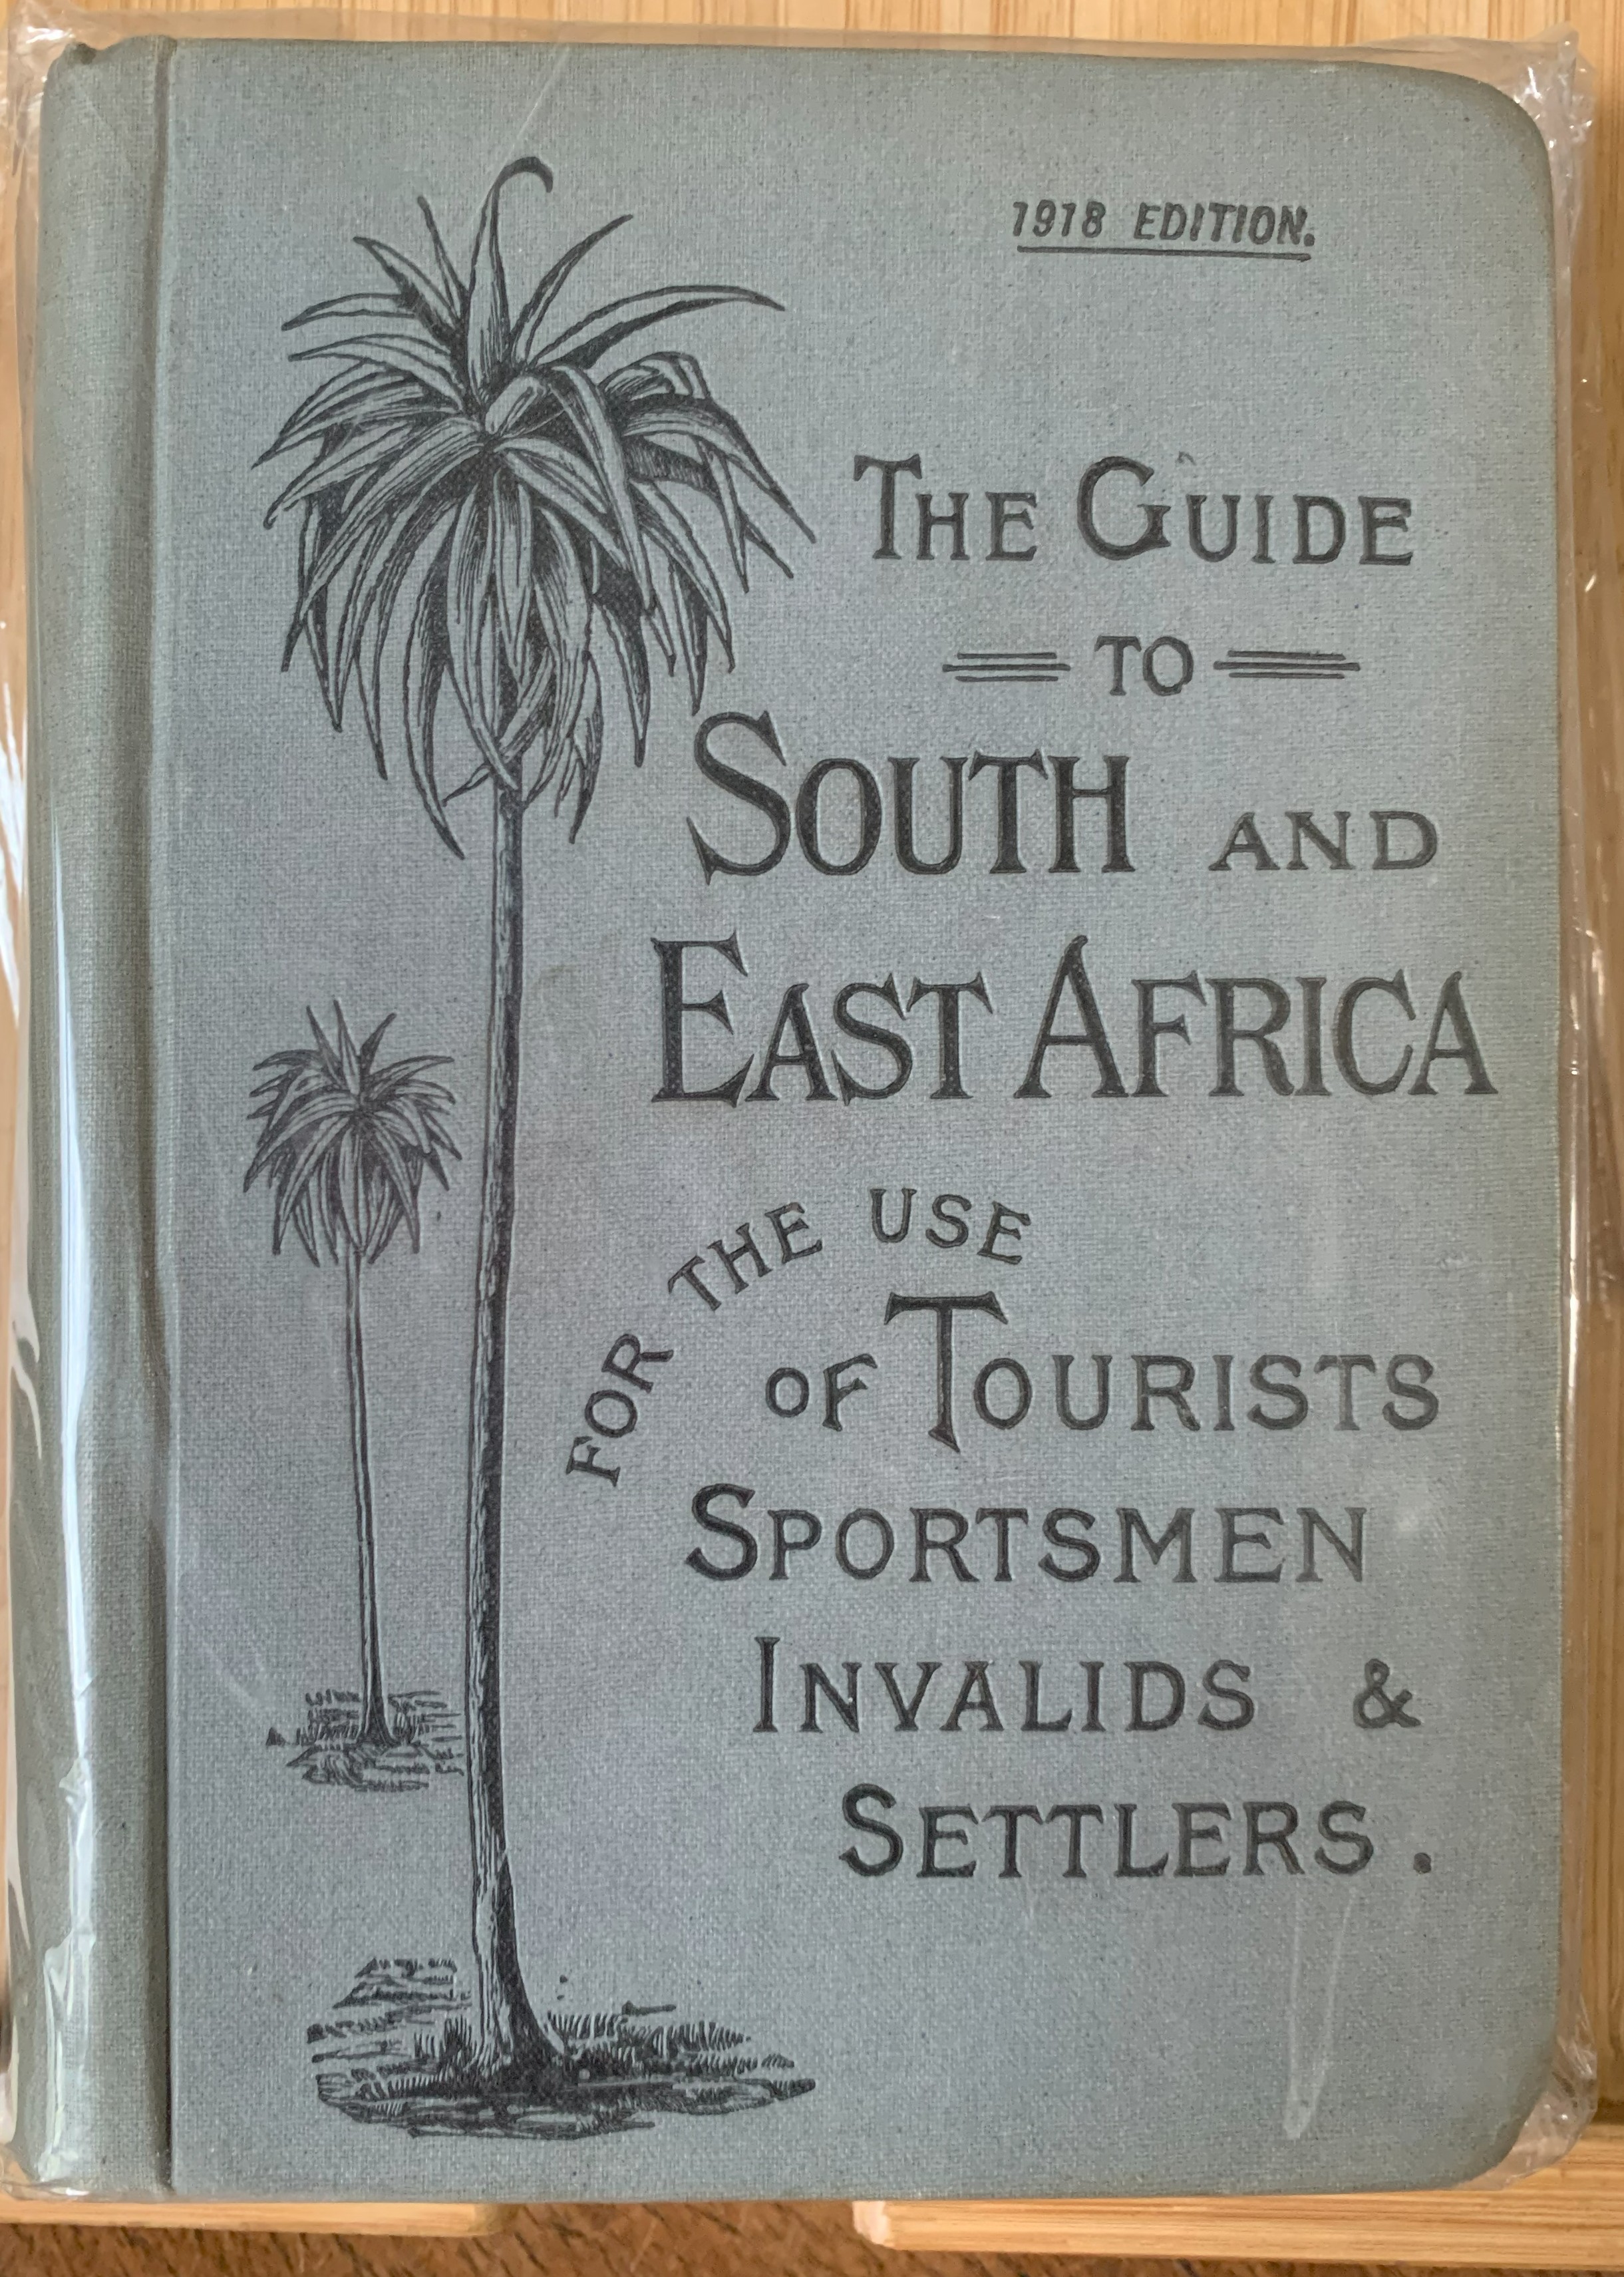 1918 EDITION.
THE GUIDE
TO
SOUTH AND
EAST AFRICA
FOR THE USE
OF TOURISTS
SPORTSMEN
INVALIDS &
SETTLERS.